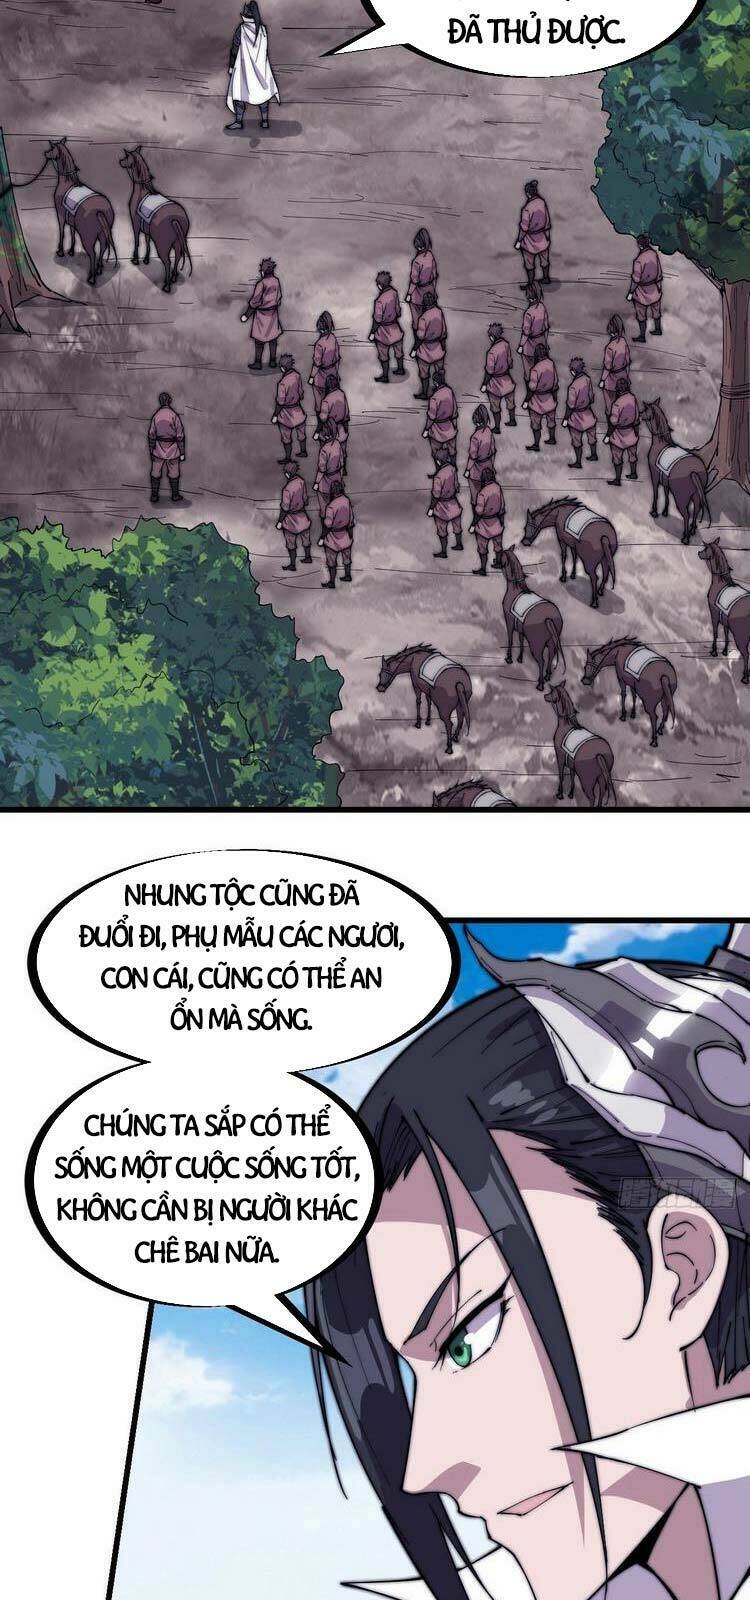 ĐÃ THỦ ĐƯỢC.
NHUNG TỘC CŨNG ĐÃ
ĐUỔI ĐI, PHỤ MẪU CÁC NGƯƠI,
CON CÁI, CŨNG CÓ THỂ AN
ỔN MÀ SỐNG.
CHÚNG TA SẮP CÓ THỂ
SỐNG MỘT CUỘC SỐNG TỐT,
KHÔNG CẦN BỊ NGƯỜI KHÁC
CHÊ BAI NỮA.